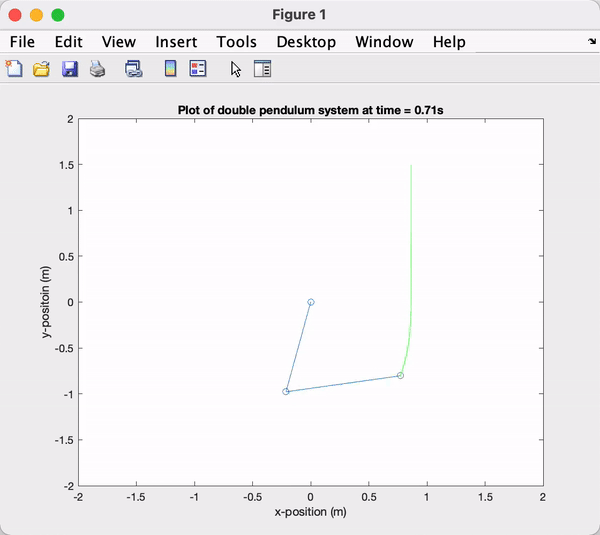 Figure 1
File Edit View Insert Tools Desktop Window Help
Plot of double pendulum system at time = 0.71s
2
1.5
1
0.5
0
-0.5
-1
-1.5
-2
y-positoin (m)
-2 -1.5 -1 -0.5 0 0.5 1 1.5 2
x-position (m)